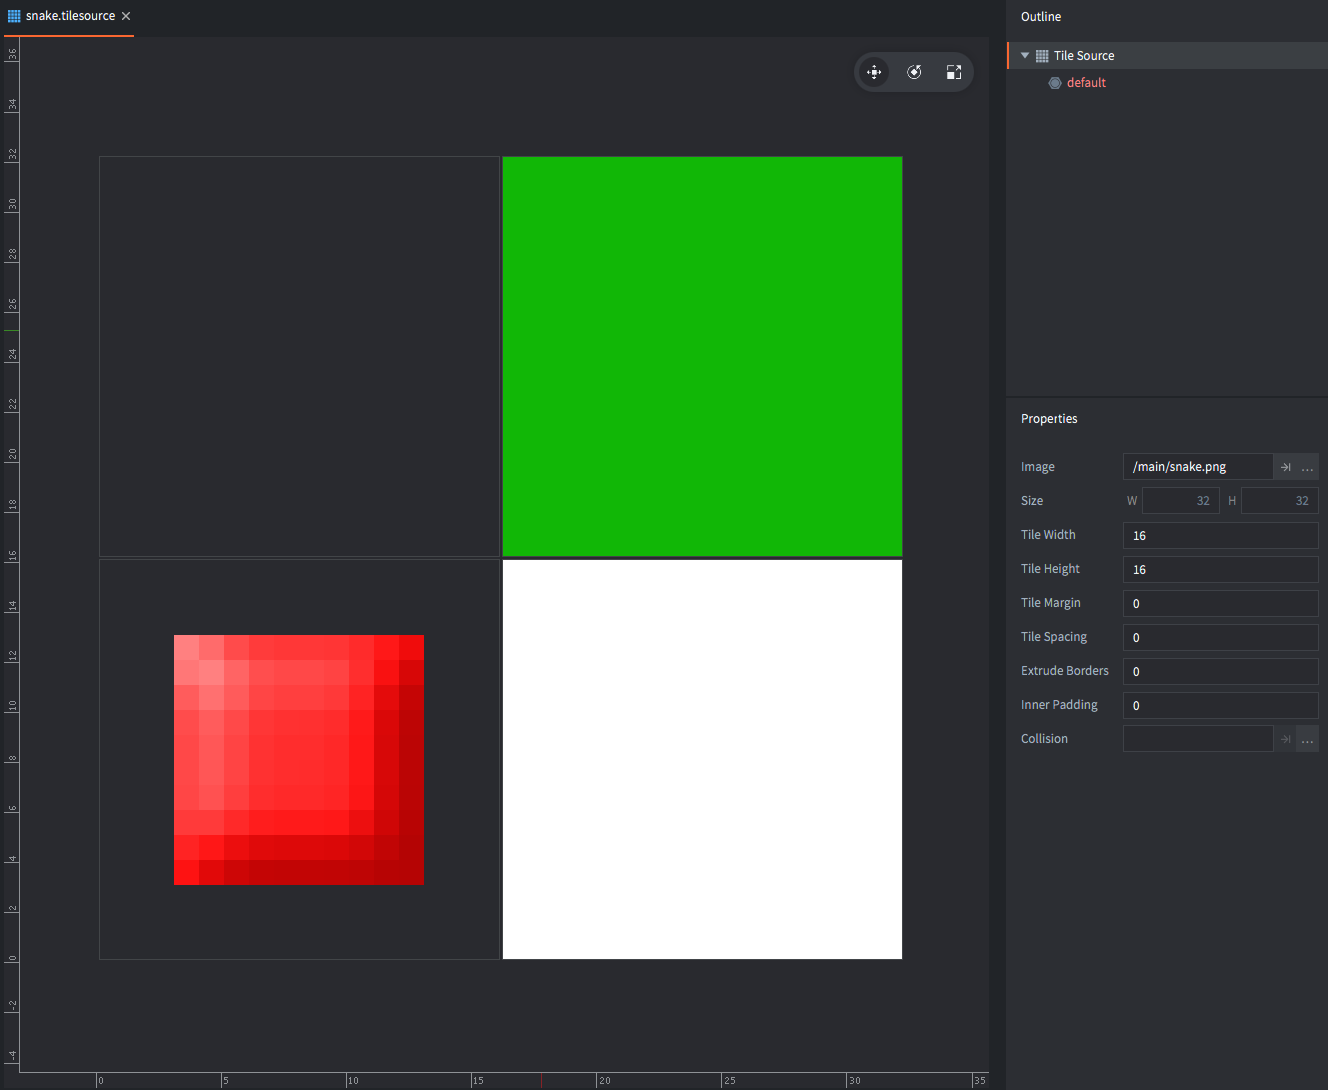 snake.tilesource
Outline
Tile Source
default
36
34
32
30
28
26
24
22
20
18
16
14
12
10
8
6
4
2
0
-2
-4
0 5 10 15 20 25 30 35
Properties
Image /main/snake.png ...
Size W 32 H 32
Tile Width 16
Tile Height 16
Tile Margin 0
Tile Spacing 0
Extrude Borders 0
Inner Padding 0
Collision ...